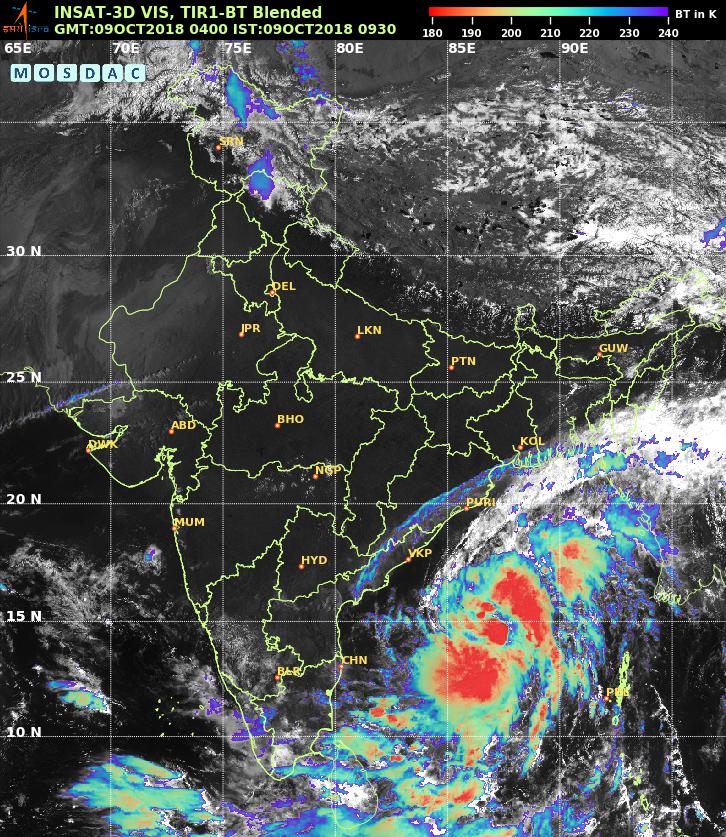 INSAT-3D VIS, TIR1-BT Blended
GMT:09OCT2018 0400 IST:09OCT2018 0930
BT in K
180 190 200 210 220 230 240
65E 70E 75E 80E 85E 90E
M O S D A C
SRN
30 N
DEL
JPR LKN
GUW
PTN
25 N
ABD BHO
DWK KOL
NGP
20 N
PURI
MUM
VKP
HYD
15 N
CHN
BLR
10 N